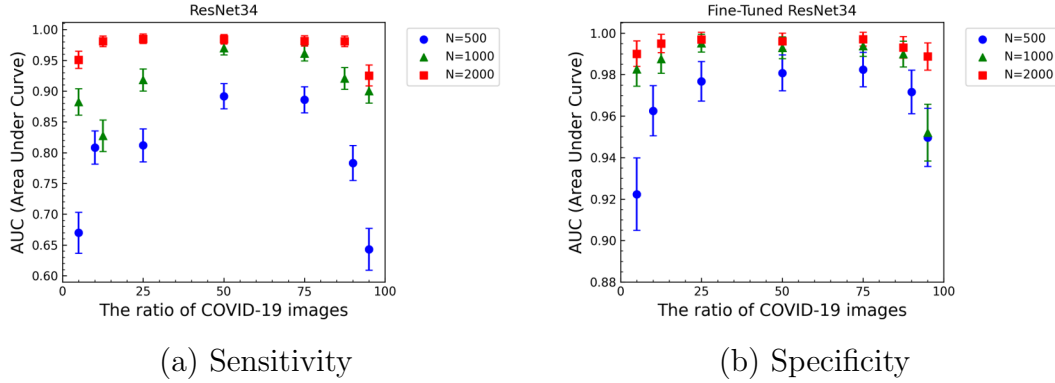 ResNet34
AUC (Area Under Curve)
1.00
0.95
0.90
0.85
0.80
0.75
0.70
0.65
0.60
0 25 50 75 100
The ratio of COVID-19 images
N=500
N=1000
N=2000
(a) Sensitivity
Fine-Tuned ResNet34
AUC (Area Under Curve)
1.00
0.98
0.96
0.94
0.92
0.90
0.88
0 25 50 75 100
The ratio of COVID-19 images
N=500
N=1000
N=2000
(b) Specificity